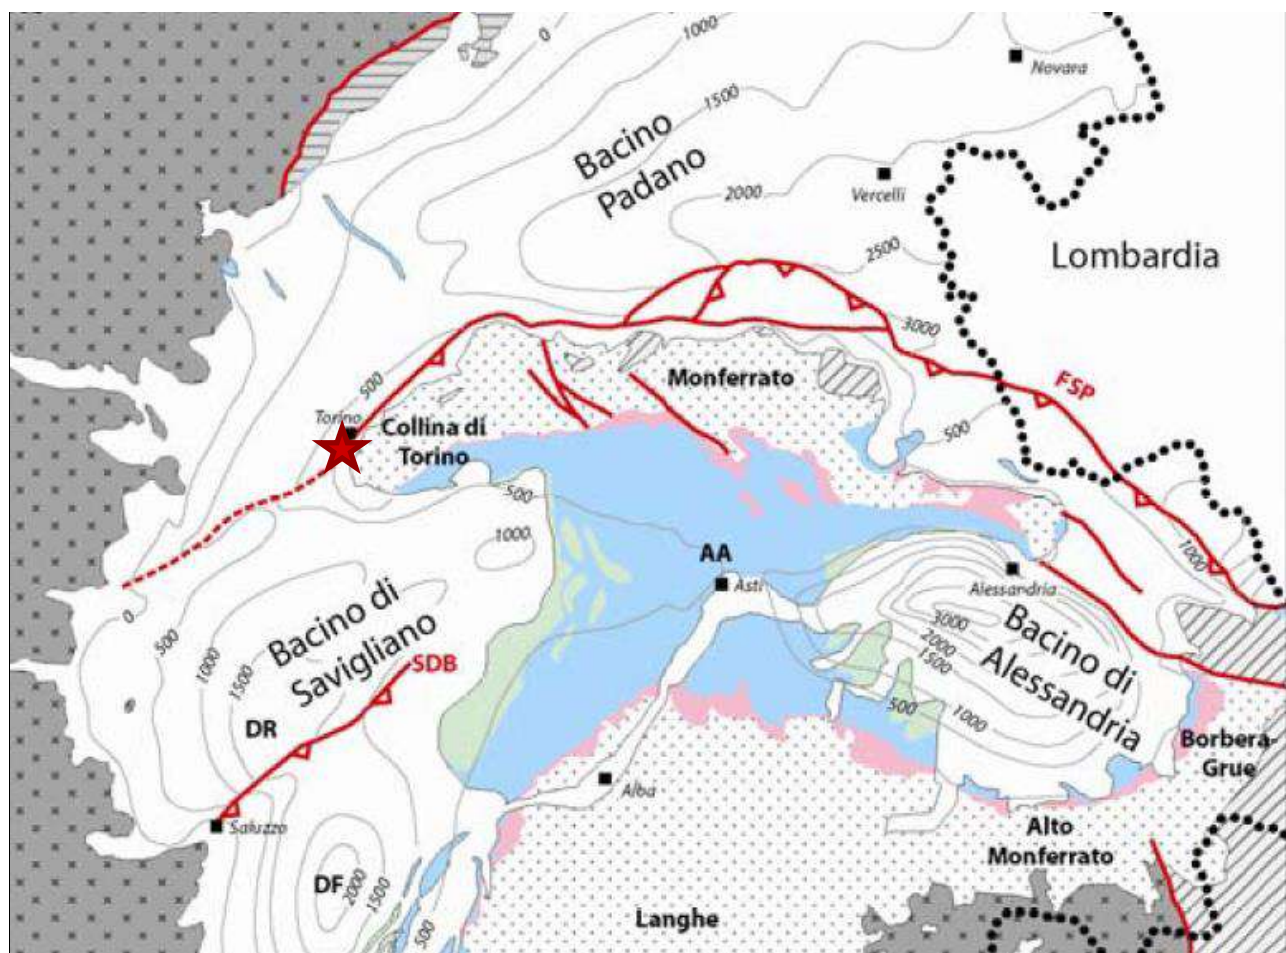 0
1000
Novara
1500
Bacino
Padano
Vercelli
2000
2500
Lombardia
3000
500
Torino
Monferrato
FSP
Collina di
Torino
500
500
1000
1000
AA
Asti
Alessandria
0
500
1000
1500
Bacino di
Savigliano
SDB
DR
3000
2000
1500
500
1000
Bacino di
Alessandria
Borbera-
Grue
Alba
Saluzzo
Alto
Monferrato
DF
2000
1500
500
Langhe